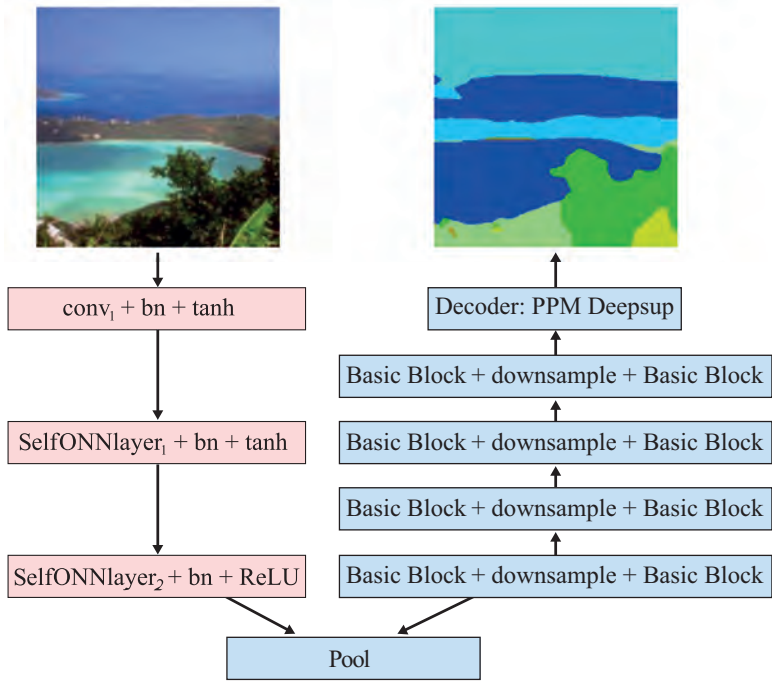 conv₁ + bn + tanh
SelfONNlayer₁ + bn + tanh
SelfONNlayer₂ + bn + ReLU
Pool
Decoder: PPM Deepsup
Basic Block + downsample + Basic Block
Basic Block + downsample + Basic Block
Basic Block + downsample + Basic Block
Basic Block + downsample + Basic Block